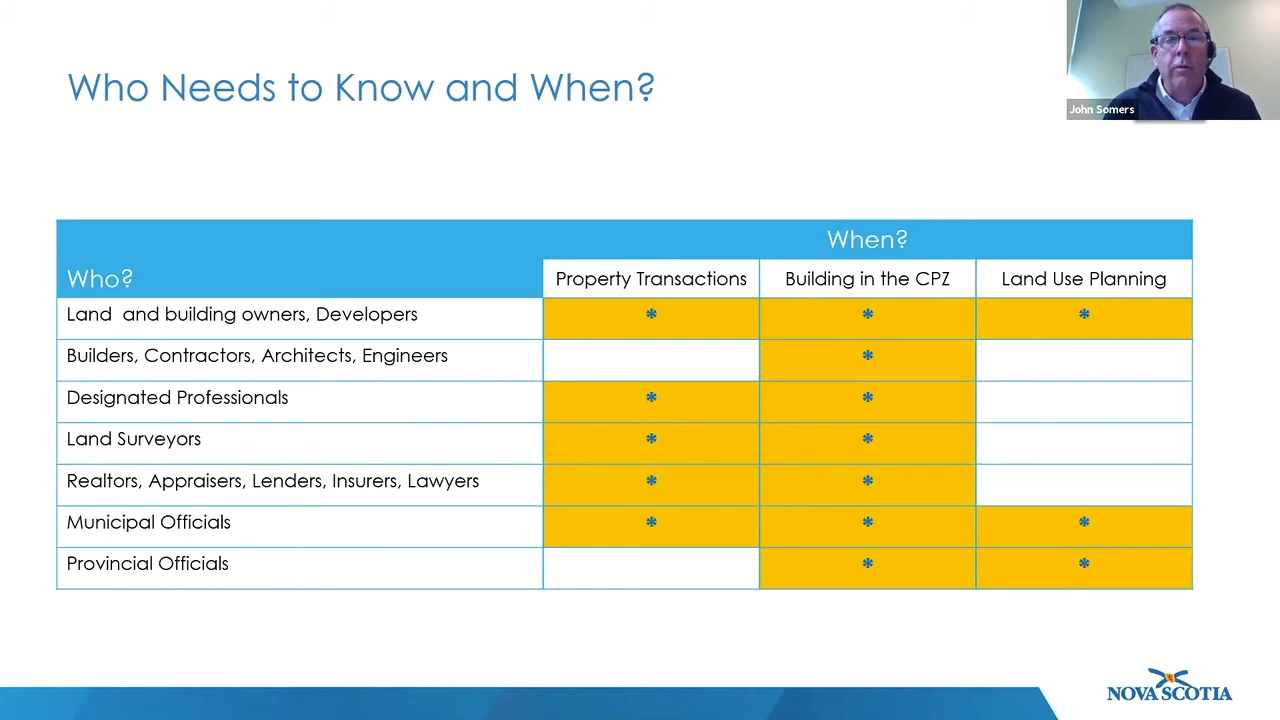 Who Needs to Know and When?
John Somers
When?
Who?
Property Transactions
Building in the CPZ
Land Use Planning
Land  and building owners, Developers
*
*
*
Builders, Contractors, Architects, Engineers
*
Designated Professionals
*
*
Land Surveyors
*
*
Realtors, Appraisers, Lenders, Insurers, Lawyers
*
*
Municipal Officials
*
*
*
Provincial Officials
*
*
NOVA SCOTIA